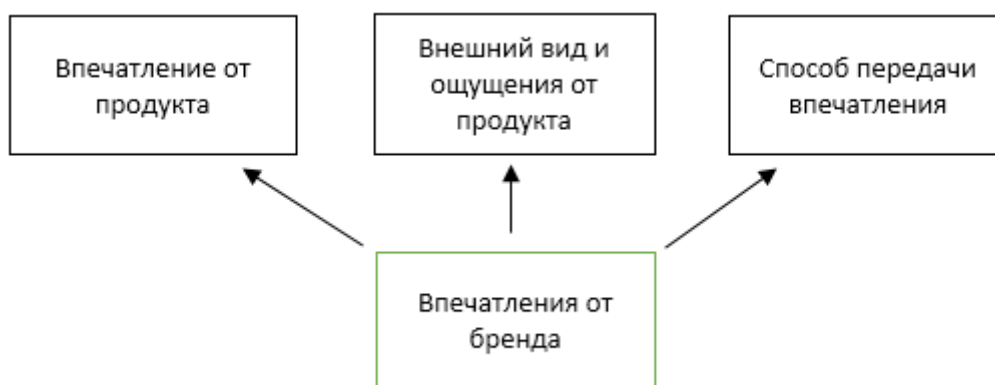 Впечатление от
продукта
Внешний вид и
ощущения от
продукта
Способ передачи
впечатления
Впечатления от
бренда